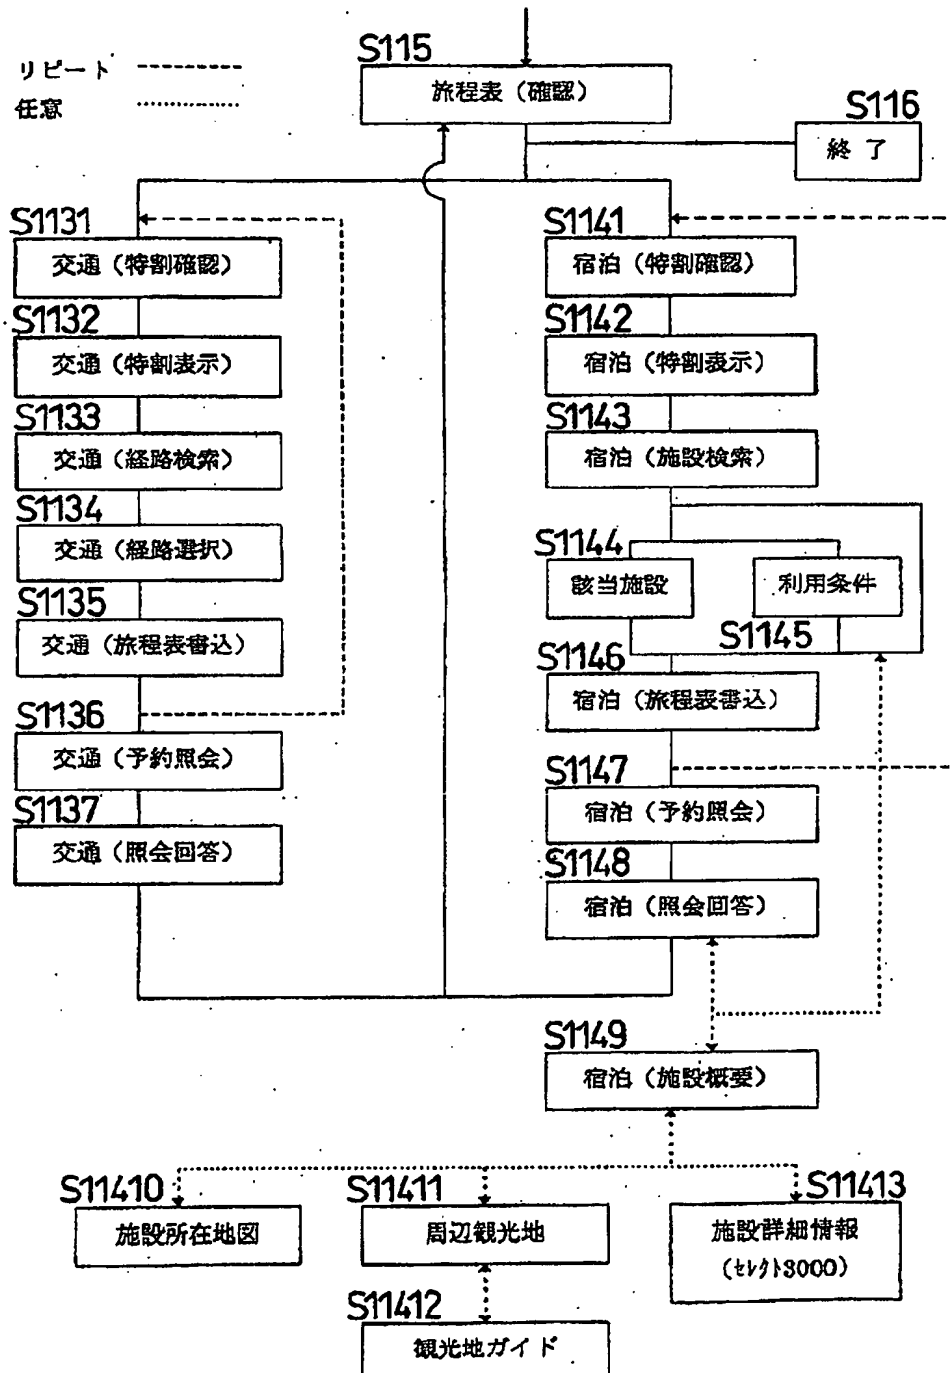 リピート
任意
S115
旅程表（確認）
S116
終了
S1131
交通（特割確認）
S1132
交通（特割表示）
S1133
交通（経路検索）
S1134
交通（経路選択）
S1135
交通（旅程表書込）
S1136
交通（予約照会）
S1137
交通（照会回答）
S1141
宿泊（特割確認）
S1142
宿泊（特割表示）
S1143
宿泊（施設検索）
S1144
該当施設
利用条件
S1145
S1146
宿泊（旅程表書込）
S1147
宿泊（予約照会）
S1148
宿泊（照会回答）
S1149
宿泊（施設概要）
S11410
施設所在地図
S11411
周辺観光地
S11413
施設詳細情報
（ｾﾚｸﾄ3000）
S11412
観光地ガイド